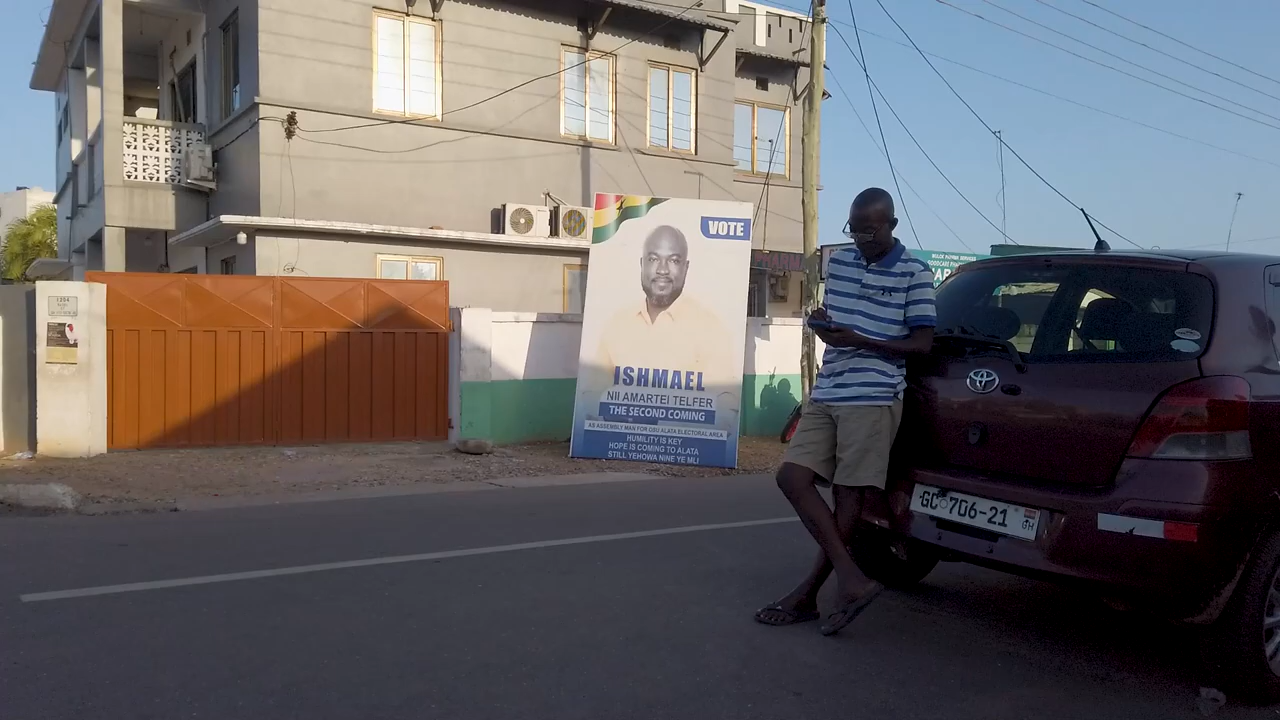 VOTE
ISHMAEL
NII AMARTEI TELFER
THE SECOND COMING
AS ASSEMBLY MAN FOR OSU ALATA ELECTORAL AREA
HUMILITY IS KEY
HOPE IS COMING TO ALATA
STILL YEHOWA NINE YE MLI
GC 706-21
GH